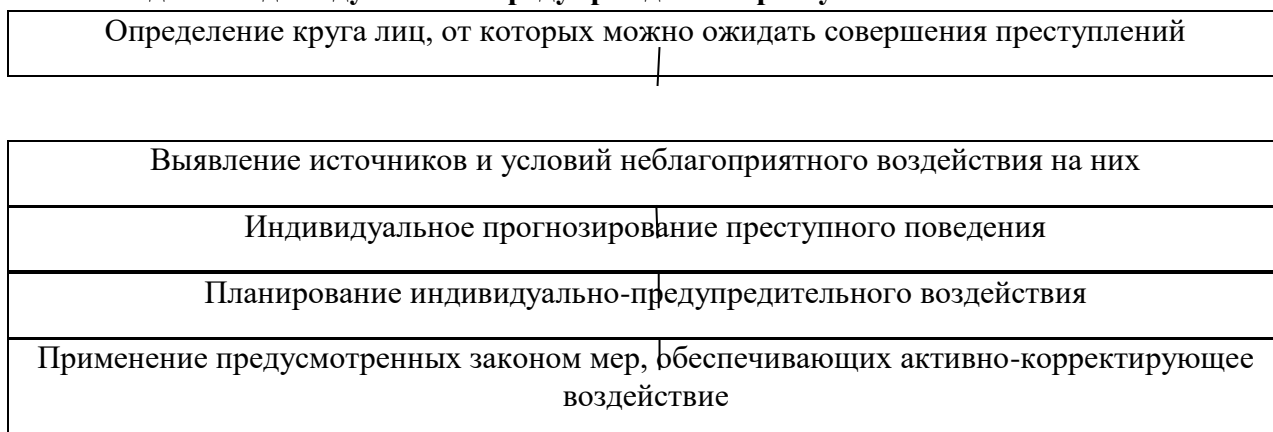 Определение круга лиц, от которых можно ожидать совершения преступлений
Выявление источников и условий неблагоприятного воздействия на них
Индивидуальное прогнозирование преступного поведения
Планирование индивидуально-предупредительного воздействия
Применение предусмотренных законом мер, обеспечивающих активно-корректирующее
воздействие